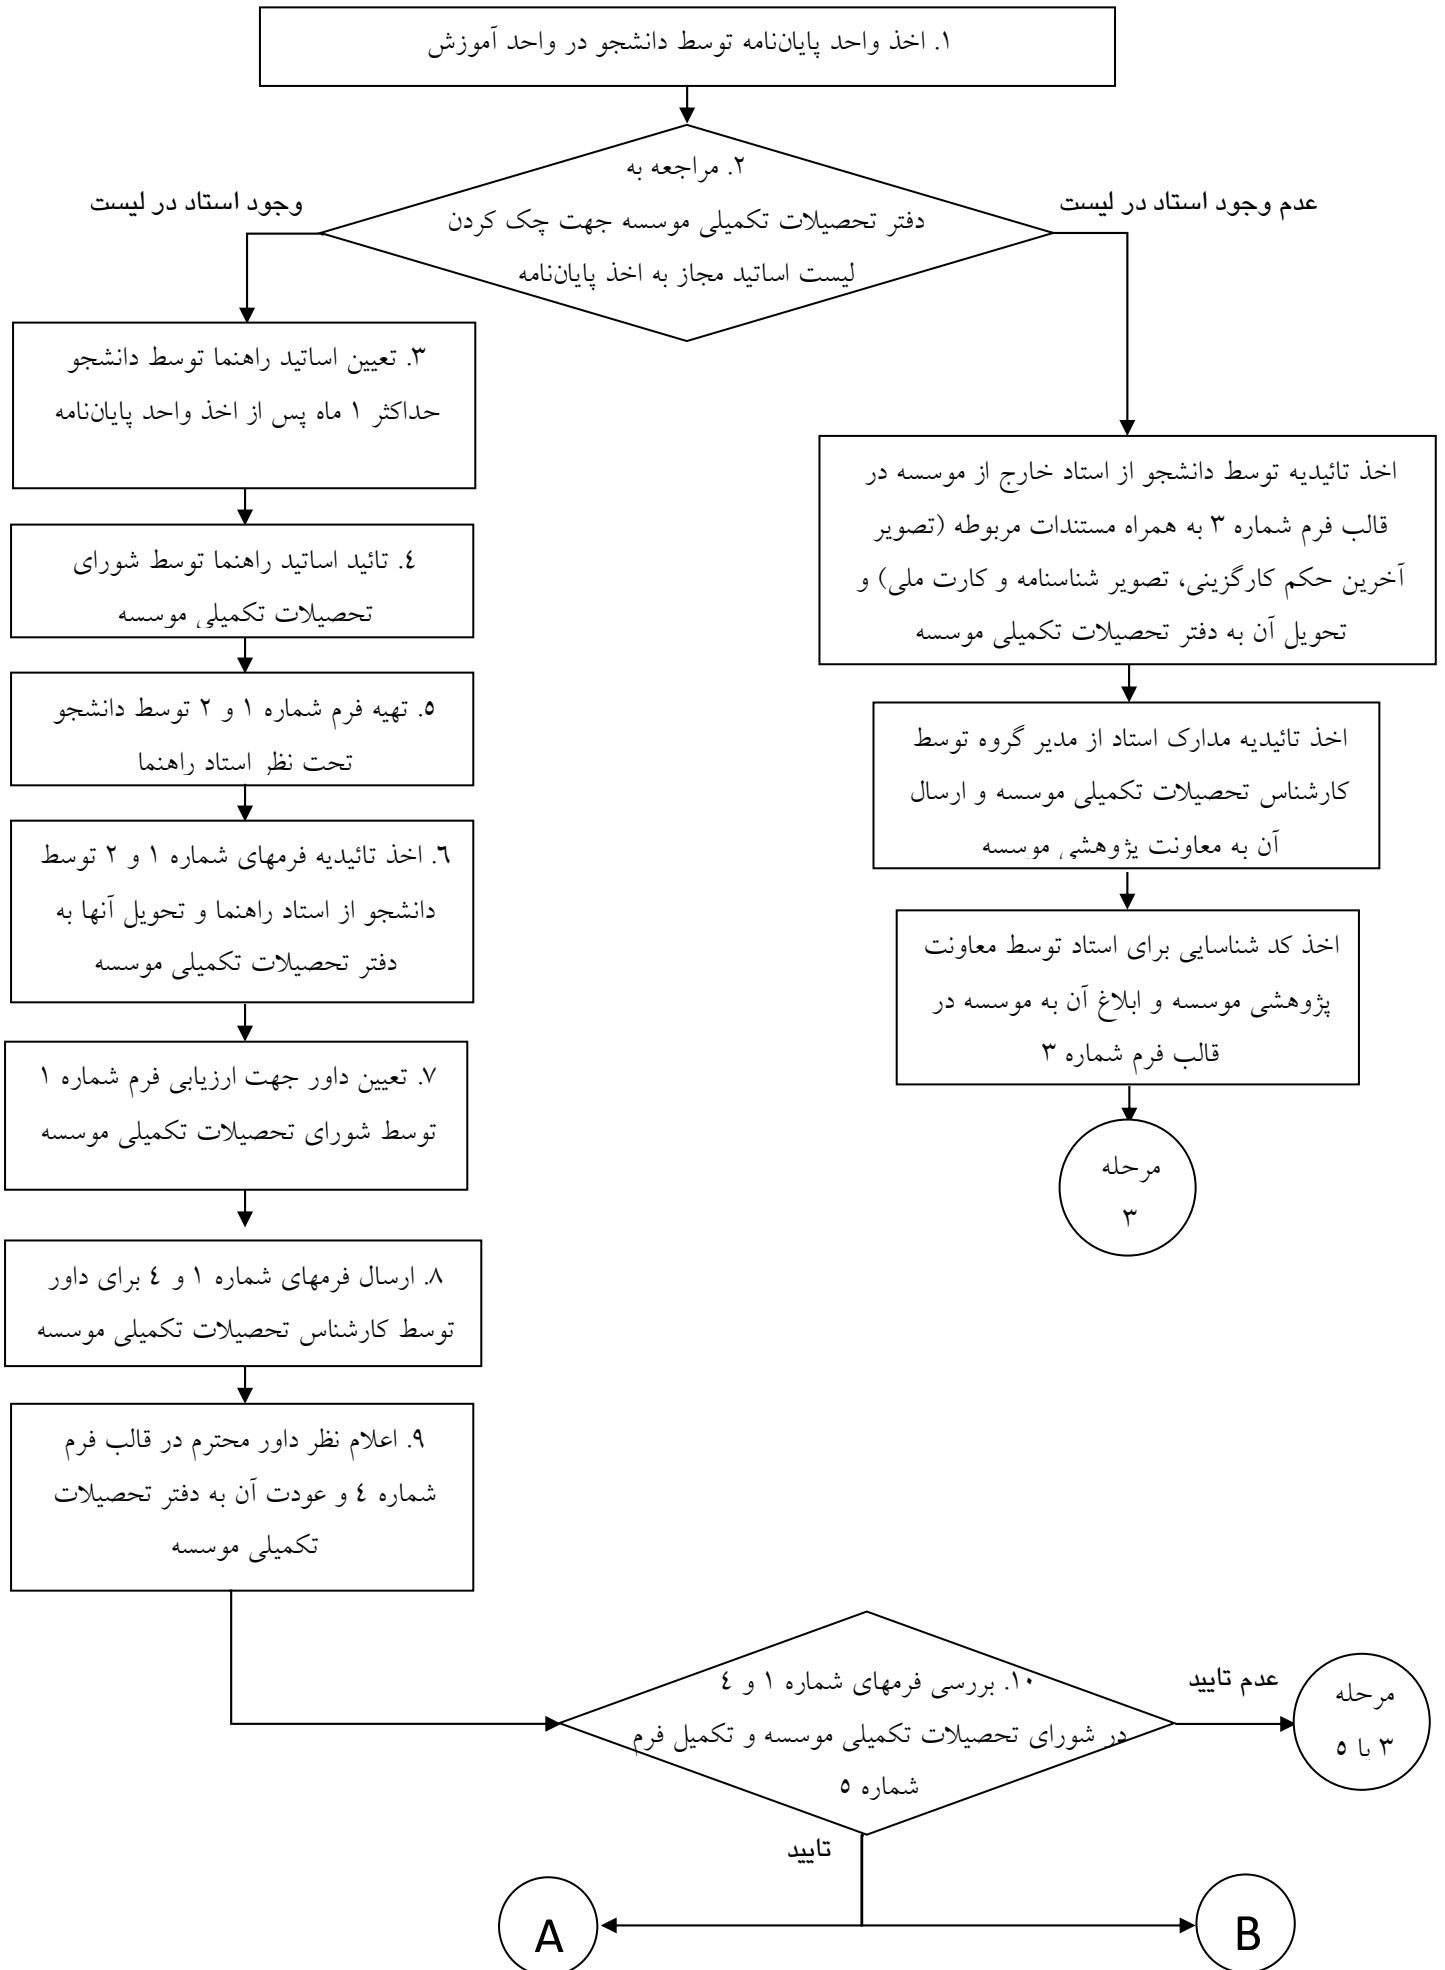 ۱. اخذ واحد پایان‌نامه توسط دانشجو در واحد آموزش
۲. مراجعه به
دفتر تحصیلات تکمیلی موسسه جهت چک کردن
لیست اساتید مجاز به اخذ پایان‌نامه
عدم وجود استاد در لیست
وجود استاد در لیست
اخذ تائیدیه توسط دانشجو از استاد خارج از موسسه در
قالب فرم شماره ۳ به همراه مستندات مربوطه (تصویر
آخرین حکم کارگزینی، تصویر شناسنامه و کارت ملی) و
تحویل آن به دفتر تحصیلات تکمیلی موسسه
اخذ تائیدیه مدارک استاد از مدیر گروه توسط
کارشناس تحصیلات تکمیلی موسسه و ارسال
آن به معاونت پژوهشی موسسه
اخذ کد شناسایی برای استاد توسط معاونت
پژوهشی موسسه و ابلاغ آن به موسسه در
قالب فرم شماره ۳
مرحله
۳
۳. تعیین اساتید راهنما توسط دانشجو
حداکثر ۱ ماه پس از اخذ واحد پایان‌نامه
۴. تائید اساتید راهنما توسط شورای
تحصیلات تکمیلی موسسه
۵. تهیه فرم شماره ۱ و ۲ توسط دانشجو
تحت نظر استاد راهنما
۶. اخذ تائیدیه فرمهای شماره ۱ و ۲ توسط
دانشجو از استاد راهنما و تحویل آنها به
دفتر تحصیلات تکمیلی موسسه
۷. تعیین داور جهت ارزیابی فرم شماره ۱
توسط شورای تحصیلات تکمیلی موسسه
۸. ارسال فرمهای شماره ۱ و ۴ برای داور
توسط کارشناس تحصیلات تکمیلی موسسه
۹. اعلام نظر داور محترم در قالب فرم
شماره ۴ و عودت آن به دفتر تحصیلات
تکمیلی موسسه
۱۰. بررسی فرمهای شماره ۱ و ۴
در شورای تحصیلات تکمیلی موسسه و تکمیل فرم
شماره ۵
عدم تایید
مرحله
۳ یا ۵
تایید
B
A